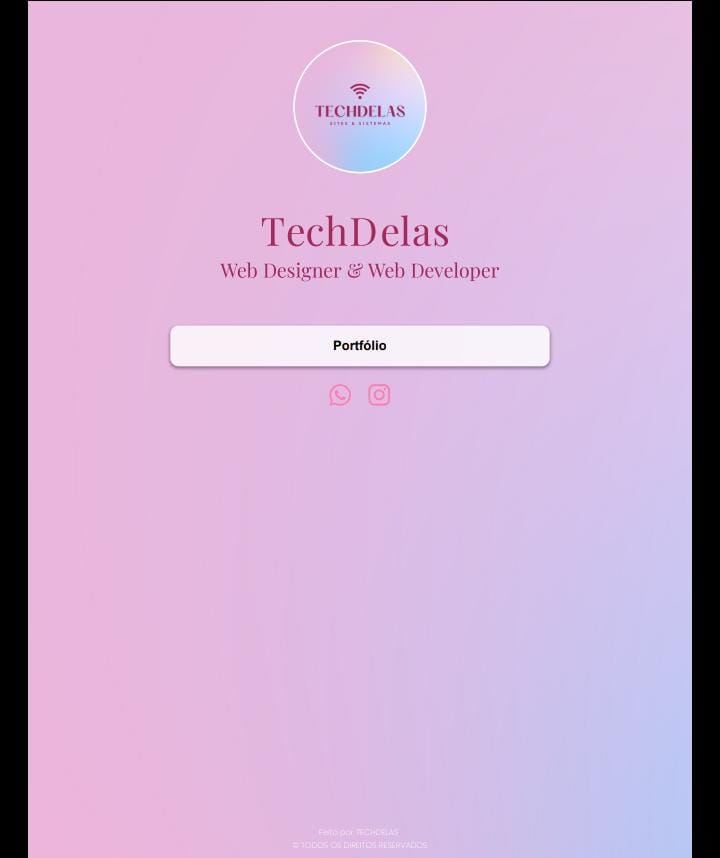 TECHDELAS
SITES & SISTEMAS
TechDelas
Web Designer & Web Developer
Portfólio
Feito por TECHDELAS
© TODOS OS DIREITOS RESERVADOS